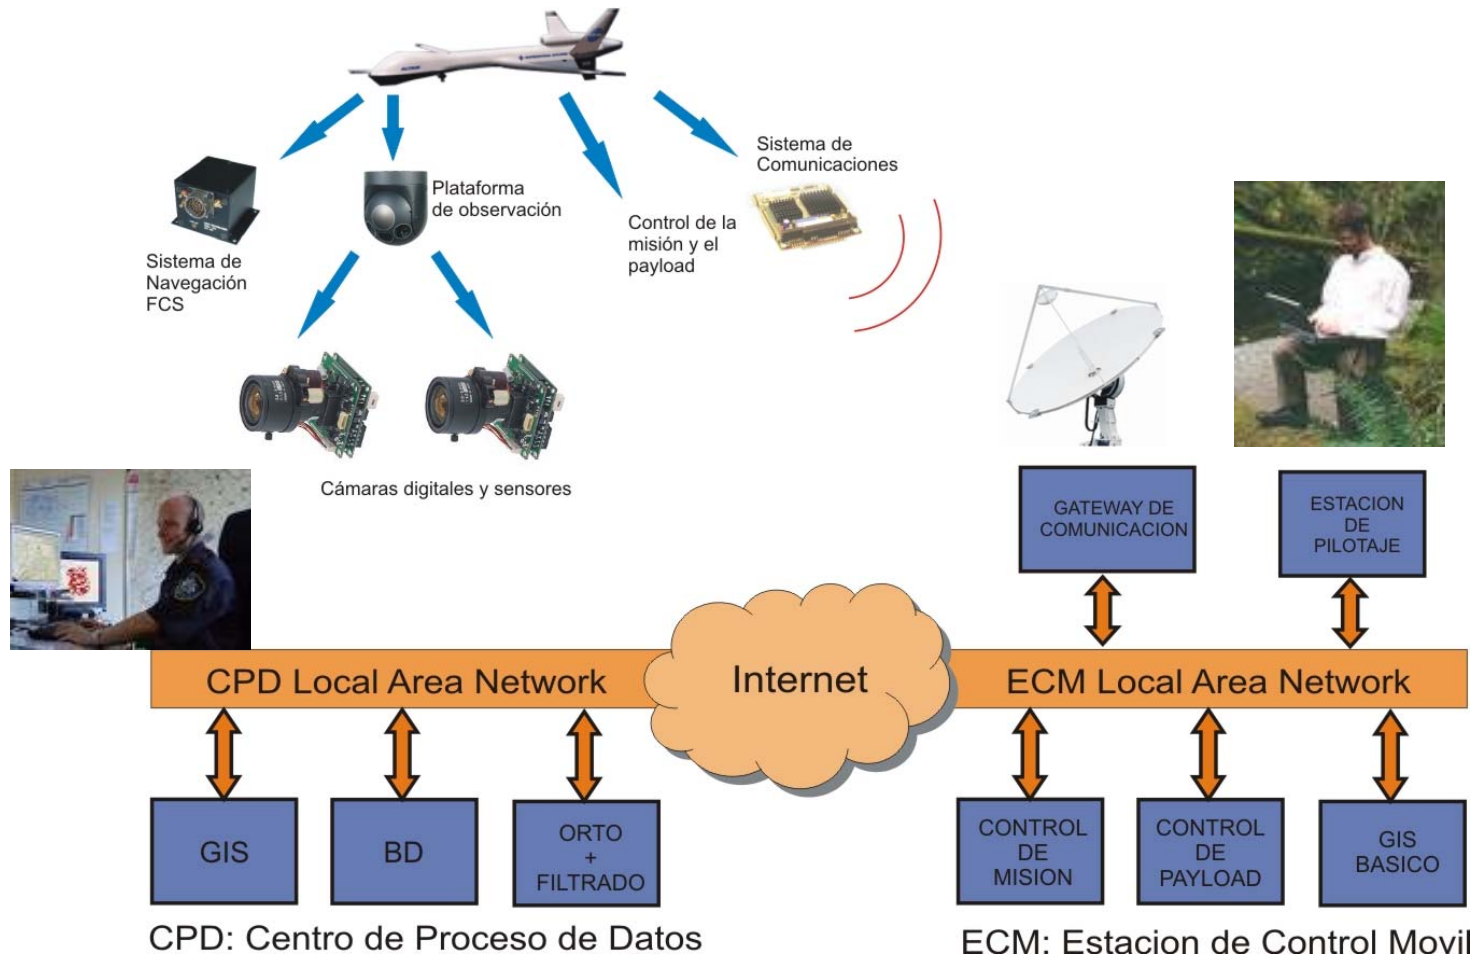 Sistema de
Comunicaciones
Plataforma
de observación
Control de la
misión y el
payload
Sistema de
Navegación
FCS
Cámaras digitales y sensores
GATEWAY DE
COMUNICACION
ESTACION
DE
PILOTAJE
CPD Local Area Network
Internet
ECM Local Area Network
GIS
BD
ORTO
+
FILTRADO
CONTROL
DE
MISION
CONTROL
DE
PAYLOAD
GIS
BASICO
CPD: Centro de Proceso de Datos
ECM: Estacion de Control Movil